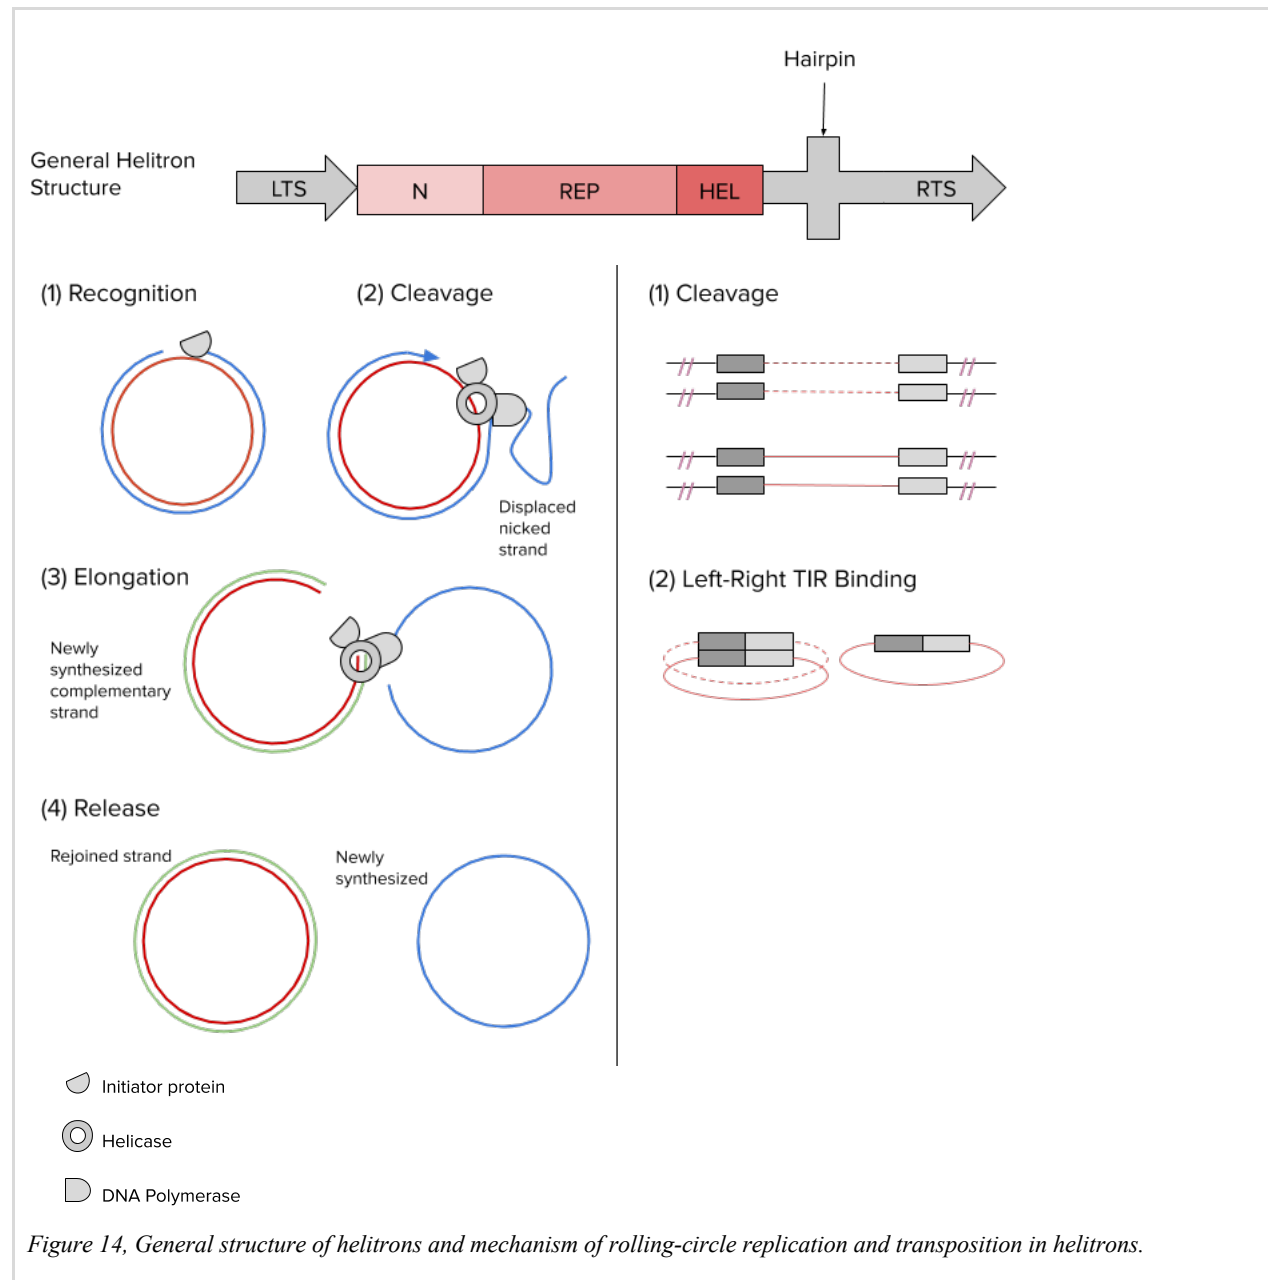 Hairpin
General Helitron
Structure
LTS
N
REP
HEL
RTS
(1) Recognition
(2) Cleavage
Displaced
nicked
strand
(3) Elongation
Newly
synthesized
complementary
strand
(4) Release
Rejoined strand
Newly
synthesized
(1) Cleavage
(2) Left-Right TIR Binding
Initiator protein
Helicase
DNA Polymerase
Figure 14, General structure of helitrons and mechanism of rolling-circle replication and transposition in helitrons.